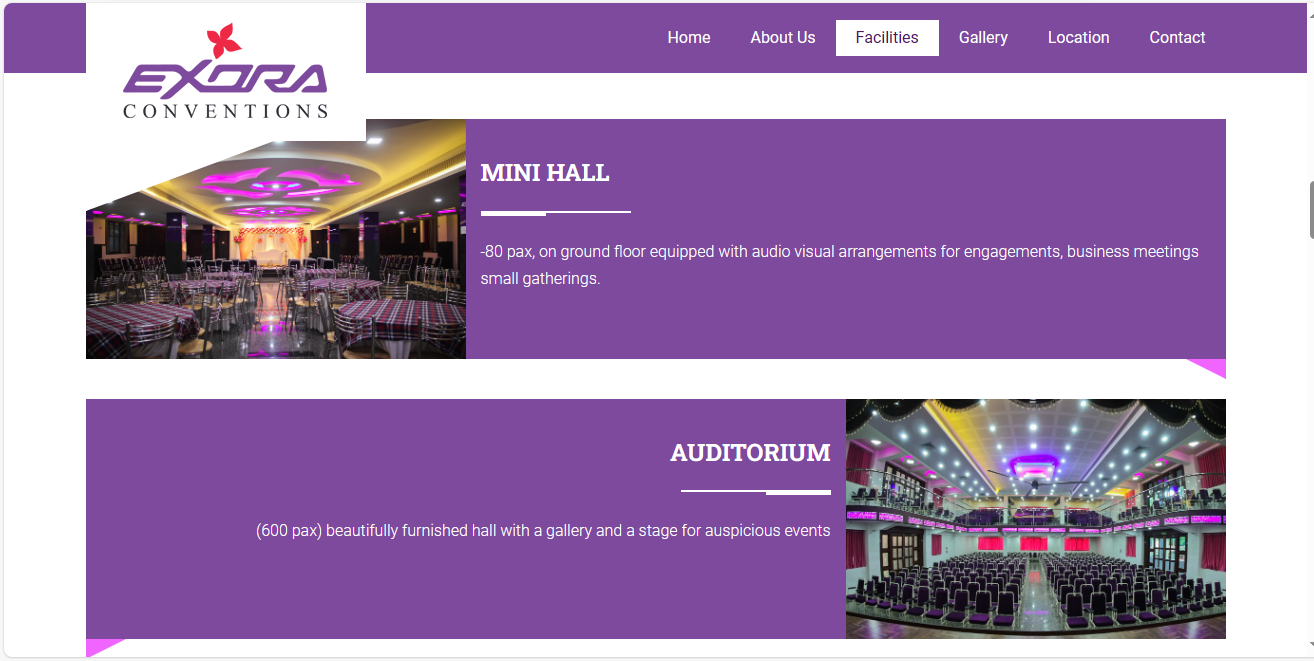 EXORA
CONVENTIONS
Home About Us Facilities Gallery Location Contact
MINI HALL
-80 pax, on ground floor equipped with audio visual arrangements for engagements, business meetings
small gatherings.
AUDITORIUM
(600 pax) beautifully furnished hall with a gallery and a stage for auspicious events